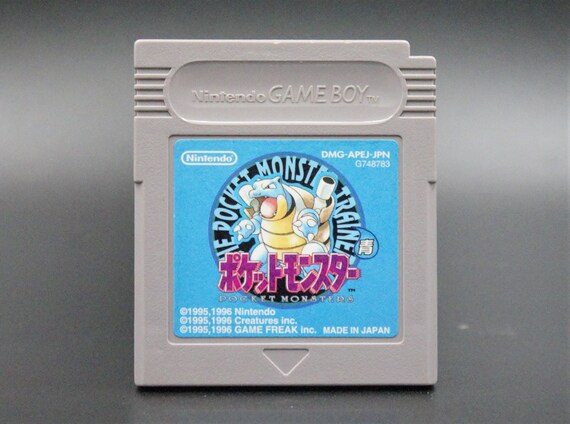 Nintendo GAME BOY TM
Nintendo
DMG-APEJ-JPN
G748783
THE POCKET MONSTER TRAINER
青
ポケットモンスター
TM
POCKET MONSTERS
©1995,1996 Nintendo
©1995,1996 Creatures inc.
©1995,1996 GAME FREAK inc. MADE IN JAPAN